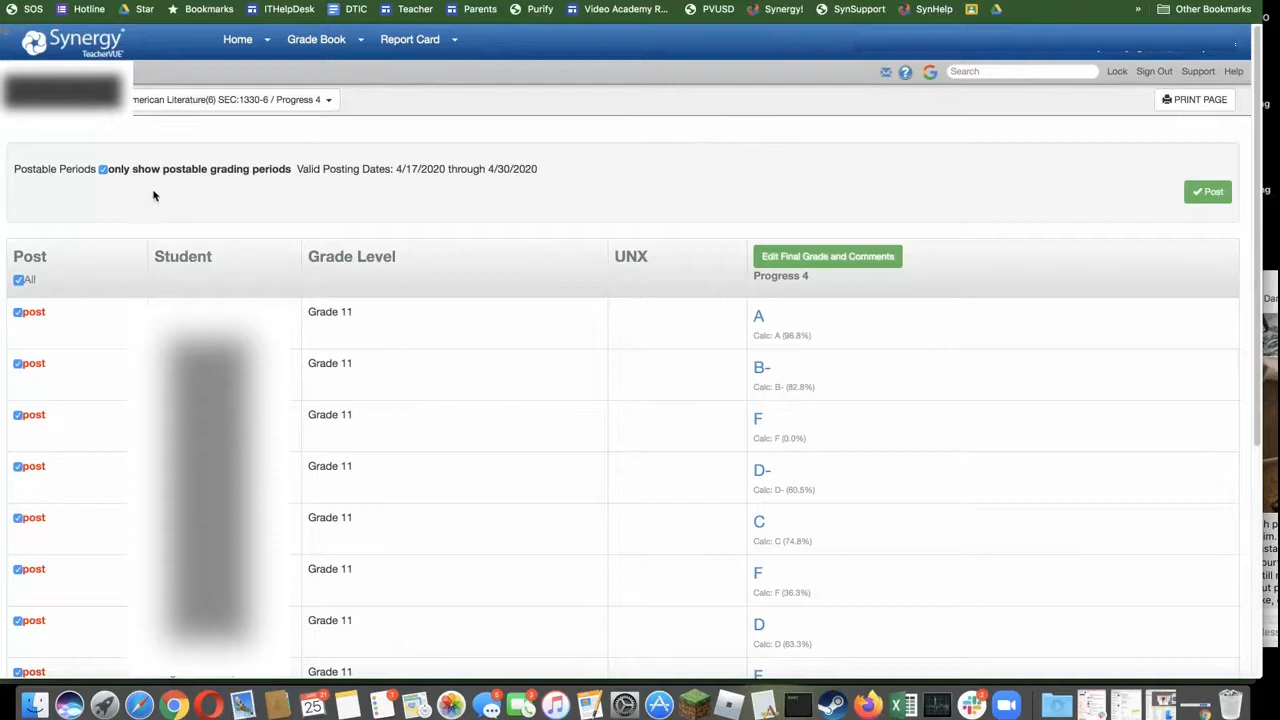 SOS Hotline Star Bookmarks ITHelpDesk DTIC Teacher Parents Purify Video Academy R... PVUSD Synergy! SynSupport SynHelp » Other Bookmarks
Synergy
TeacherVUE
Home Grade Book Report Card
Search Lock Sign Out Support Help
merican Literature(6) SEC:1330-6 / Progress 4
PRINT PAGE
Postable Periods only show postable grading periods Valid Posting Dates: 4/17/2020 through 4/30/2020
Post
Post Student Grade Level UNX Edit Final Grade and Comments
All Progress 4
post Grade 11 A
Calc: A (96.8%)
post Grade 11 B-
Calc: B- (82.8%)
post Grade 11 F
Calc: F (0.0%)
post Grade 11 D-
Calc: D- (60.5%)
post Grade 11 C
Calc: C (74.8%)
post Grade 11 F
Calc: F (36.3%)
post Grade 11 D
Calc: D (63.3%)
post Grade 11